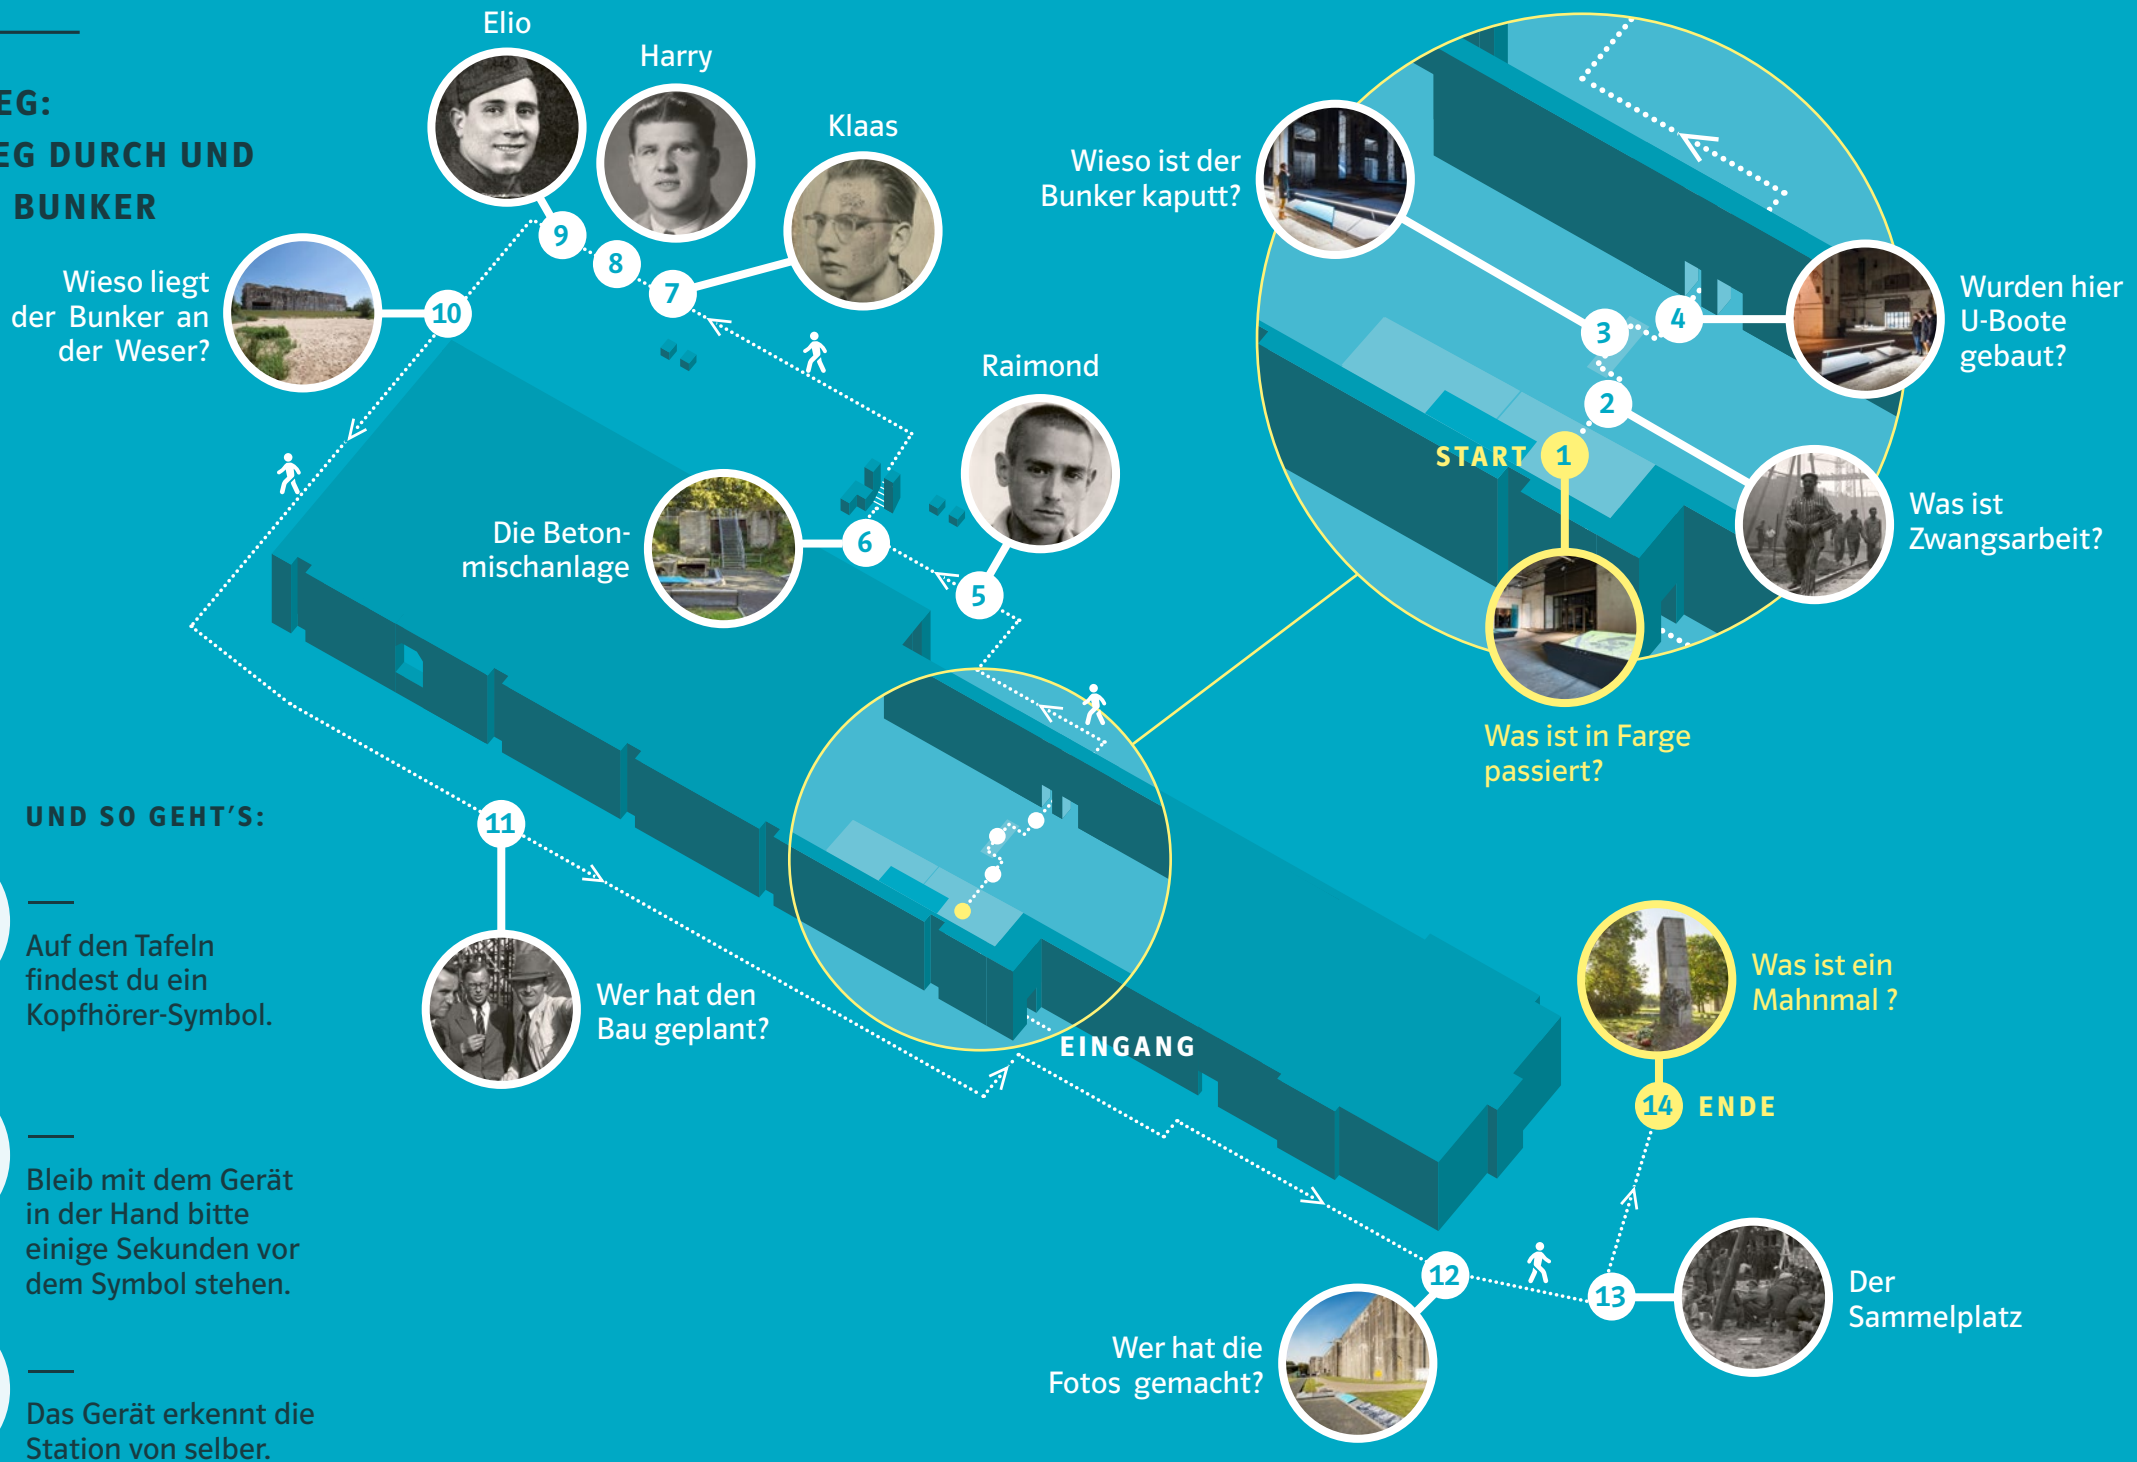 EG:
EG DURCH UND
BUNKER
Elio
Harry
Klaas
9
8
7
Wieso liegt
der Bunker an
der Weser?
10
Raimond
Die Beton-
mischanlage
6
5
Wieso ist der
Bunker kaputt?
3
4
Wurden hier
U-Boote
gebaut?
2
START
1
Was ist
Zwangsarbeit?
Was ist in Farge
passiert?
UND SO GEHT'S:
Auf den Tafeln
findest du ein
Kopfhörer-Symbol.
Bleib mit dem Gerät
in der Hand bitte
einige Sekunden vor
dem Symbol stehen.
Das Gerät erkennt die
Station von selber.
11
Wer hat den
Bau geplant?
EINGANG
12
Wer hat die
Fotos gemacht?
13
Der
Sammelplatz
14
ENDE
Was ist ein
Mahnmal ?